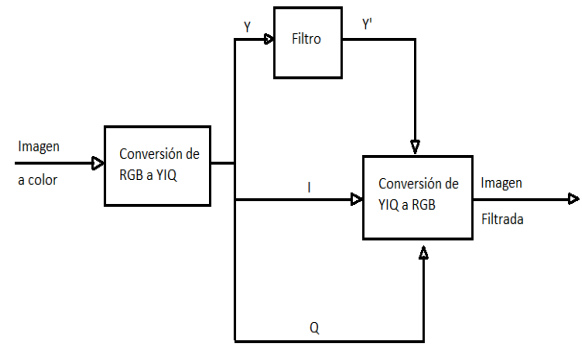 Y
Filtro
Y'
Imagen
a color
Conversión de
RGB a YIQ
I
Conversión de
YIQ a RGB
Imagen
Filtrada
Q